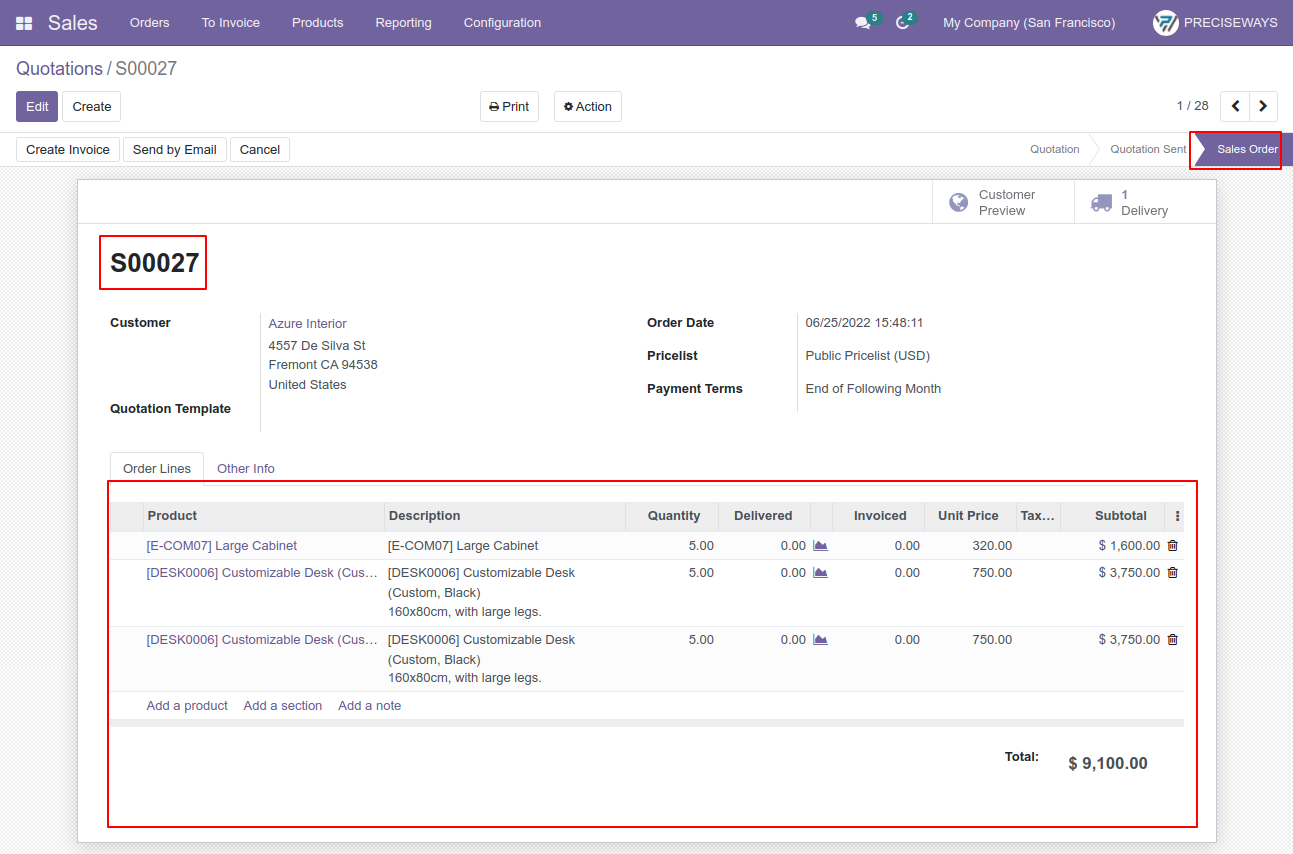 Sales Orders To Invoice Products Reporting Configuration 5 2 My Company (San Francisco) PRECISEWAYS
Quotations / S00027
Edit Create Print Action 1 / 28
Create Invoice Send by Email Cancel Quotation Quotation Sent Sales Order
Customer Preview
1 Delivery
S00027
Customer Azure Interior
4557 De Silva St
Fremont CA 94538
United States
Quotation Template
Order Date 06/25/2022 15:48:11
Pricelist Public Pricelist (USD)
Payment Terms End of Following Month
Order Lines Other Info
Product Description Quantity Delivered Invoiced Unit Price Tax... Subtotal
[E-COM07] Large Cabinet [E-COM07] Large Cabinet 5.00 0.00 0.00 320.00 $ 1,600.00
[DESK0006] Customizable Desk (Cus... [DESK0006] Customizable Desk 5.00 0.00 0.00 750.00 $ 3,750.00
(Custom, Black)
160x80cm, with large legs.
[DESK0006] Customizable Desk (Cus... [DESK0006] Customizable Desk 5.00 0.00 0.00 750.00 $ 3,750.00
(Custom, Black)
160x80cm, with large legs.
Add a product Add a section Add a note
Total: $ 9,100.00